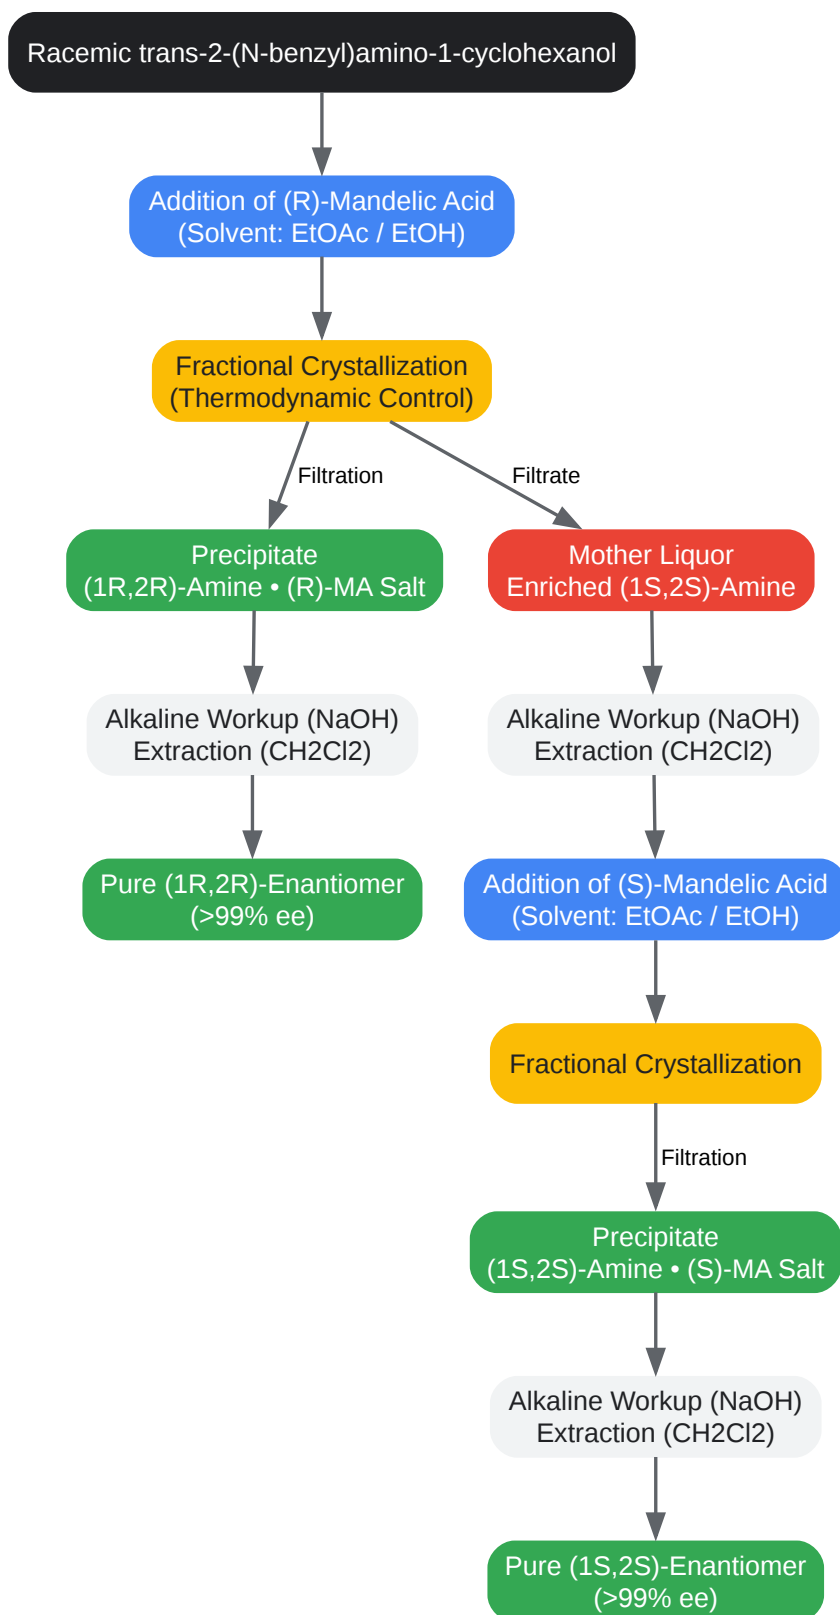 Racemic trans-2-(N-benzyl)amino-1-cyclohexanol
Addition of (R)-Mandelic Acid
(Solvent: EtOAc / EtOH)
Fractional Crystallization
(Thermodynamic Control)
Filtration
Filtrate
Precipitate
(1R,2R)-Amine • (R)-MA Salt
Mother Liquor
Enriched (1S,2S)-Amine
Alkaline Workup (NaOH)
Extraction (CH2Cl2)
Alkaline Workup (NaOH)
Extraction (CH2Cl2)
Pure (1R,2R)-Enantiomer
(>99% ee)
Addition of (S)-Mandelic Acid
(Solvent: EtOAc / EtOH)
Fractional Crystallization
Filtration
Precipitate
(1S,2S)-Amine • (S)-MA Salt
Alkaline Workup (NaOH)
Extraction (CH2Cl2)
Pure (1S,2S)-Enantiomer
(>99% ee)